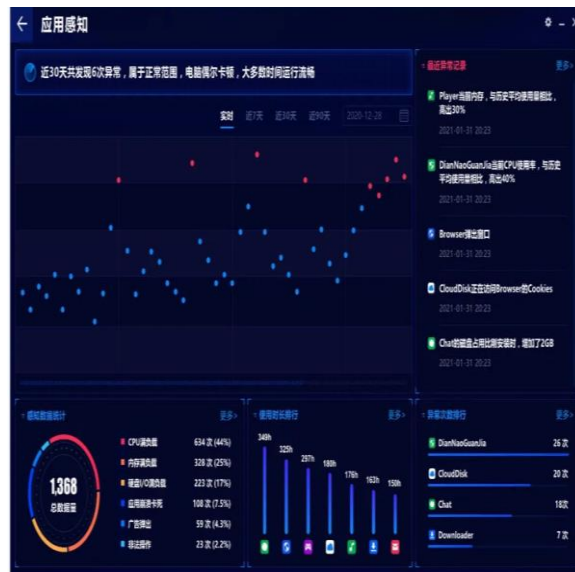 应用感知
近30天共发现6次异常，属于正常范围，电脑偶尔卡顿，大多数时间运行流畅
实时 近7天 近30天 近90天 2020-12-28
最近异常记录 更多>
Player当前内存，与历史平均使用量相比，
高出30%
2021-01-31 20:23
DianNaoGuanJia当前CPU使用率，与历史
平均使用量相比，高出40%
2021-01-31 20:23
Browser弹出窗口
2021-01-31 20:23
CloudDisk正在访问Browser的Cookies
2021-01-31 20:23
Chat的磁盘占用比刚安装时，增加了2GB
2021-01-31 20:23
感知数据统计 更多>
1,368
总数据量
CPU满负载 634 次 (44%)
内存满负载 328 次 (25%)
硬盘I/O满负载 223 次 (17%)
应用崩溃卡死 108 次 (7.5%)
广告弹出 59 次 (4.3%)
非法操作 23 次 (2.2%)
使用时长排行 更多>
349h
325h
297h
180h
176h
163h
150h
异常次数排行 更多>
DianNaoGuanJia 26 次
CloudDisk 20 次
Chat 18次
Downloader 7 次